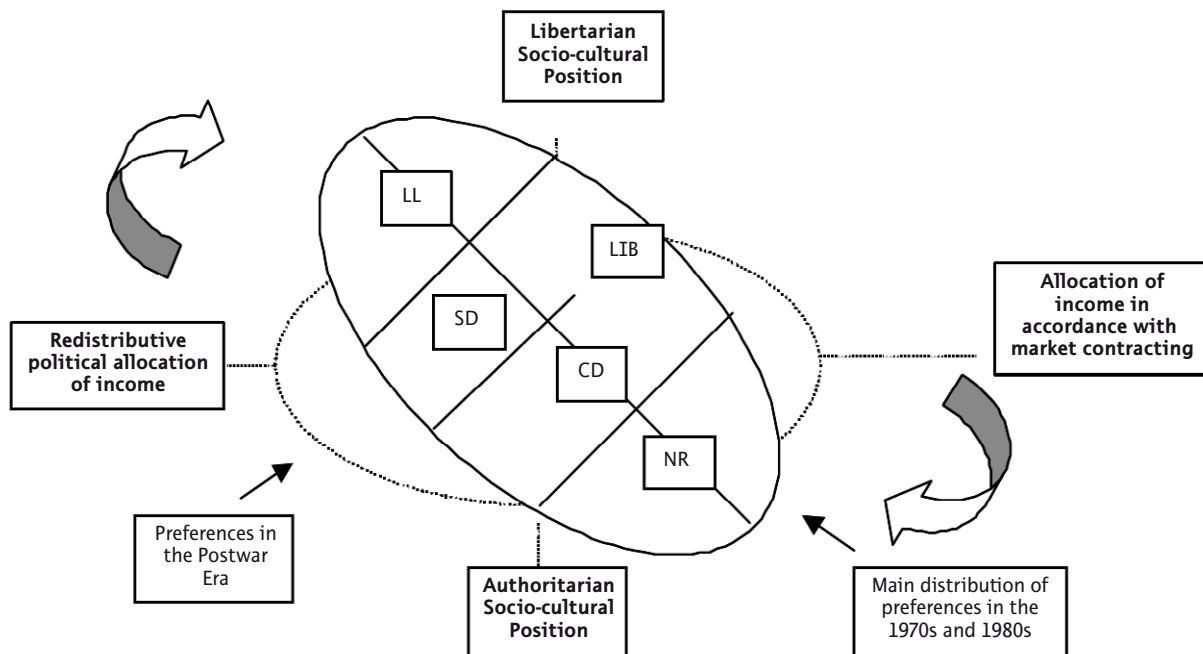 Libertarian
Socio-cultural
Position
LL
LIB
SD
CD
NR
Redistributive
political allocation
of income
Allocation of
income in
accordance with
market contracting
Preferences in
the Postwar
Era
Authoritarian
Socio-cultural
Position
Main distribution of
preferences in the
1970s and 1980s